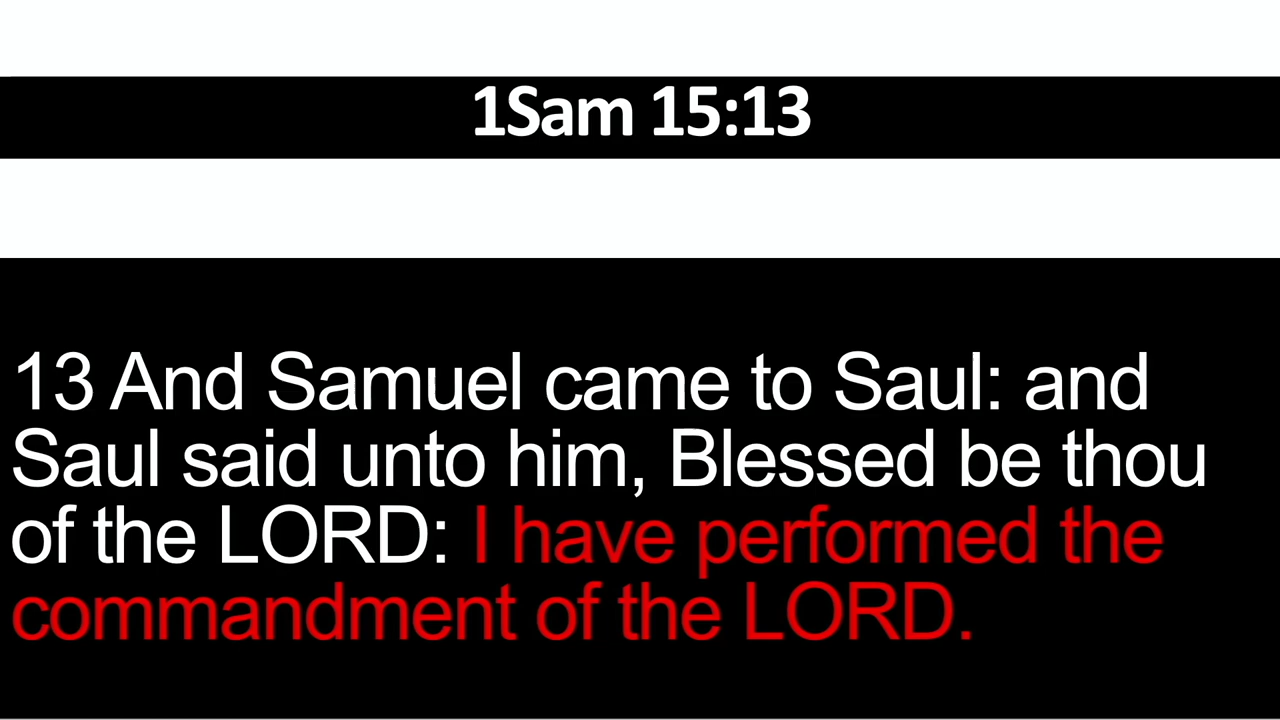 1Sam 15:13
13 And Samuel came to Saul: and
Saul said unto him, Blessed be thou
of the LORD: I have performed the
commandment of the LORD.